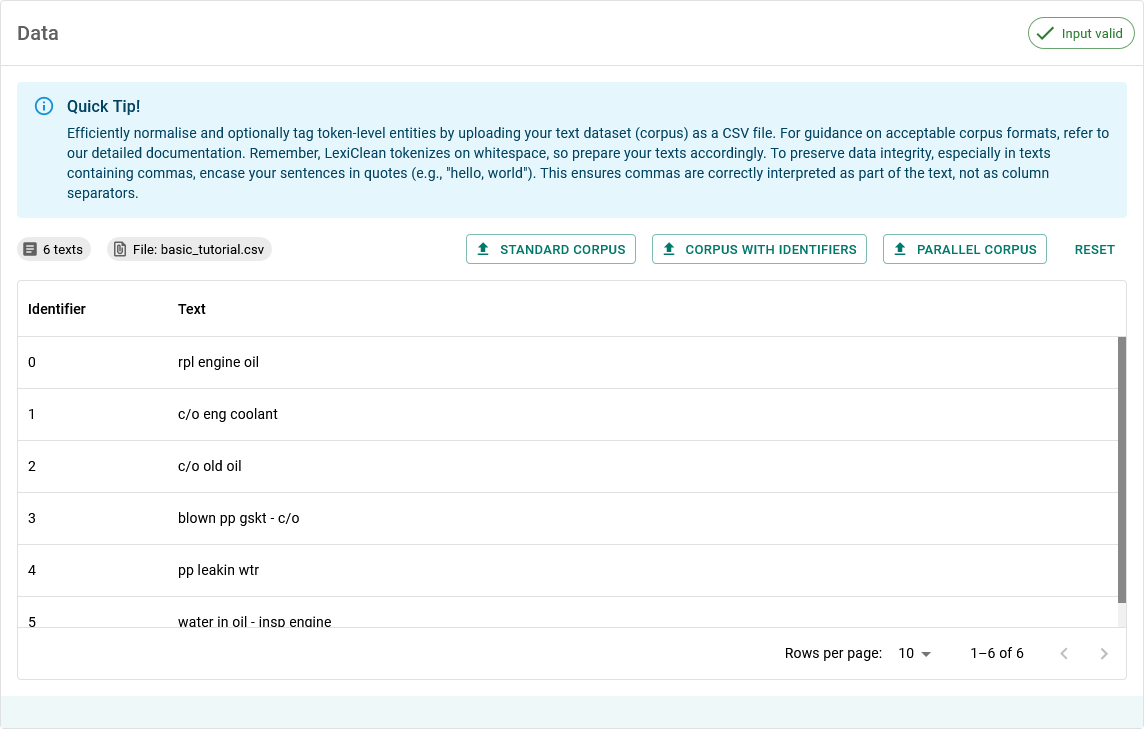 Data
Input valid
Quick Tip!
Efficiently normalise and optionally tag token-level entities by uploading your text dataset (corpus) as a CSV file. For guidance on acceptable corpus formats, refer to
our detailed documentation. Remember, LexiClean tokenizes on whitespace, so prepare your texts accordingly. To preserve data integrity, especially in texts
containing commas, encase your sentences in quotes (e.g., "hello, world"). This ensures commas are correctly interpreted as part of the text, not as column
separators.
6 texts File: basic_tutorial.csv STANDARD CORPUS CORPUS WITH IDENTIFIERS PARALLEL CORPUS RESET
Identifier Text
0 rpl engine oil
1 c/o eng coolant
2 c/o old oil
3 blown pp gskt - c/o
4 pp leakin wtr
5 water in oil - insp engine
Rows per page: 10 1–6 of 6